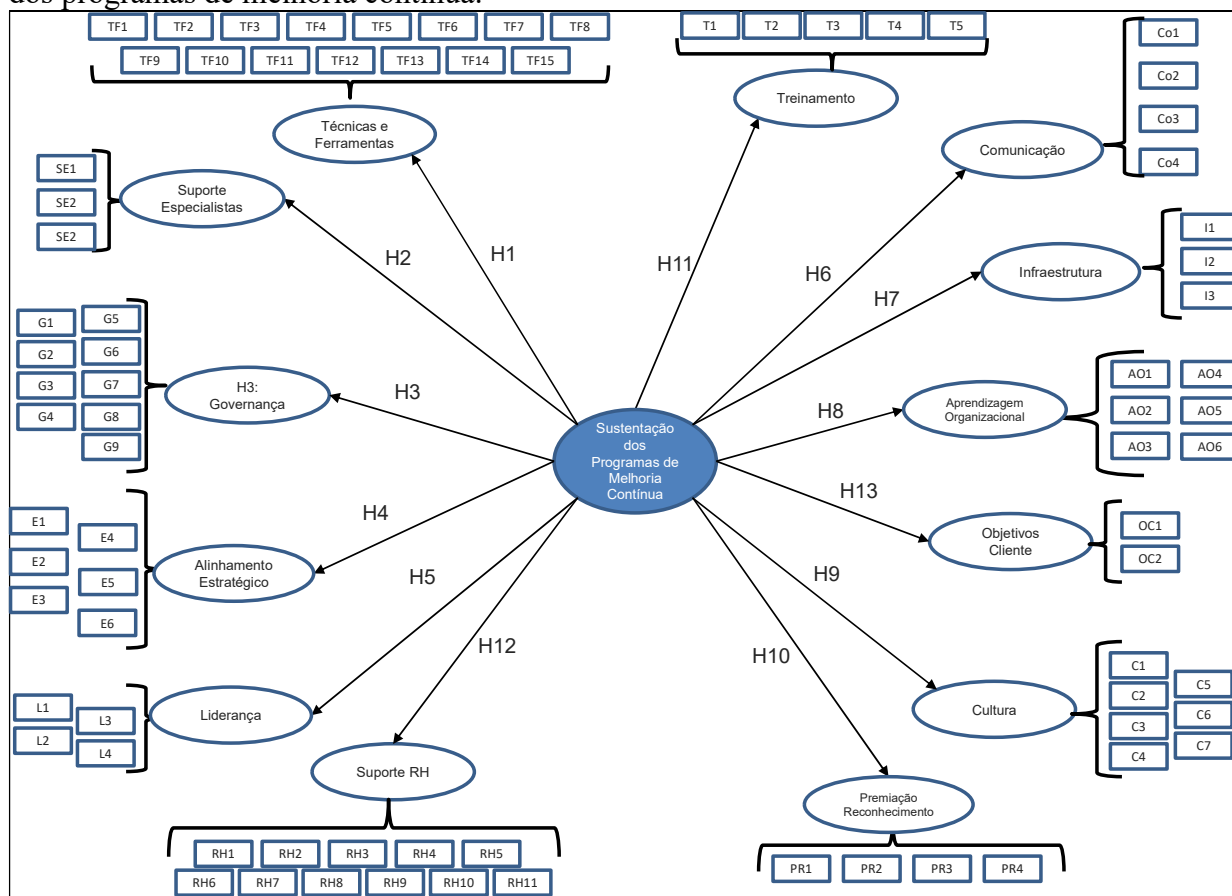 dos programas de melhoria contínua.
TF1 TF2 TF3 TF4 TF5 TF6 TF7 TF8
TF9 TF10 TF11 TF12 TF13 TF14 TF15
Técnicas e
Ferramentas
T1 T2 T3 T4 T5
Treinamento
Co1
Co2
Co3
Co4
Comunicação
SE1
SE2
SE2
Suporte
Especialistas
I1
I2
I3
Infraestrutura
H2
H1
H11
H6
H7
G1
G2
G3
G4
G5
G6
G7
G8
G9
H3:
Governança
H3
Sustentação
dos
Programas de
Melhoria
Contínua
H8
Aprendizagem
Organizacional
AO1 AO4
AO2 AO5
AO3 AO6
H13
Objetivos
Cliente
OC1
OC2
E1
E2
E3
E4
E5
E6
Alinhamento
Estratégico
H4
H5
H12
H9
H10
L1
L2
L3
L4
Liderança
Cultura
C1
C2
C3
C4
C5
C6
C7
Suporte RH
RH1 RH2 RH3 RH4 RH5
RH6 RH7 RH8 RH9 RH10 RH11
Premiação
Reconhecimento
PR1 PR2 PR3 PR4